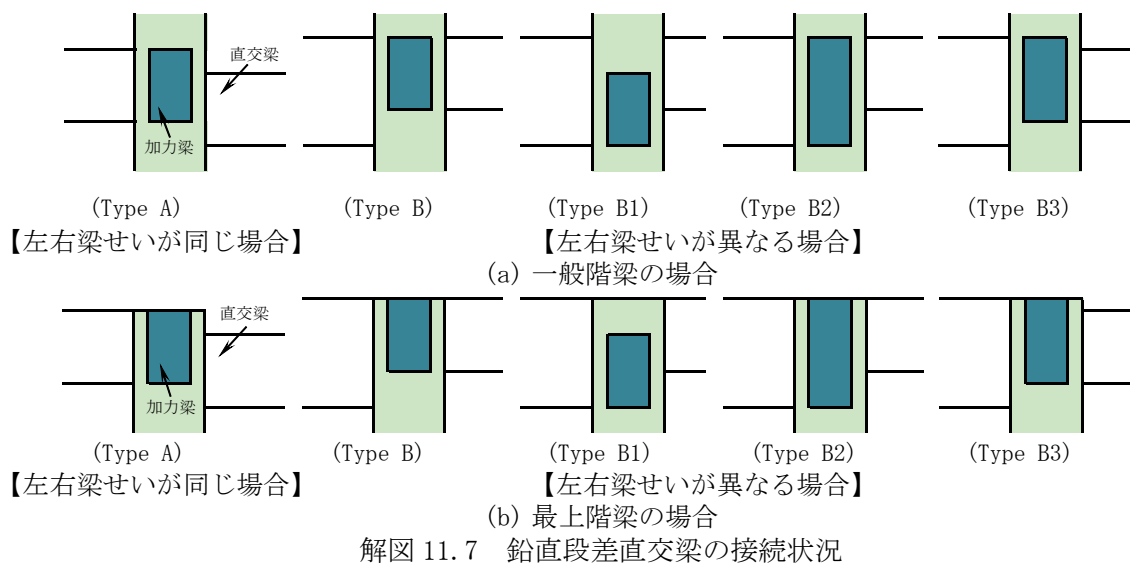 直交梁
加力梁
(Type A) (Type B) (Type B1) (Type B2) (Type B3)
【左右梁せいが同じ場合】 【左右梁せいが異なる場合】
(a) 一般階梁の場合
直交梁
加力梁
(Type A) (Type B) (Type B1) (Type B2) (Type B3)
【左右梁せいが同じ場合】 【左右梁せいが異なる場合】
(b) 最上階梁の場合
解図 11.7 鉛直段差直交梁の接続状況